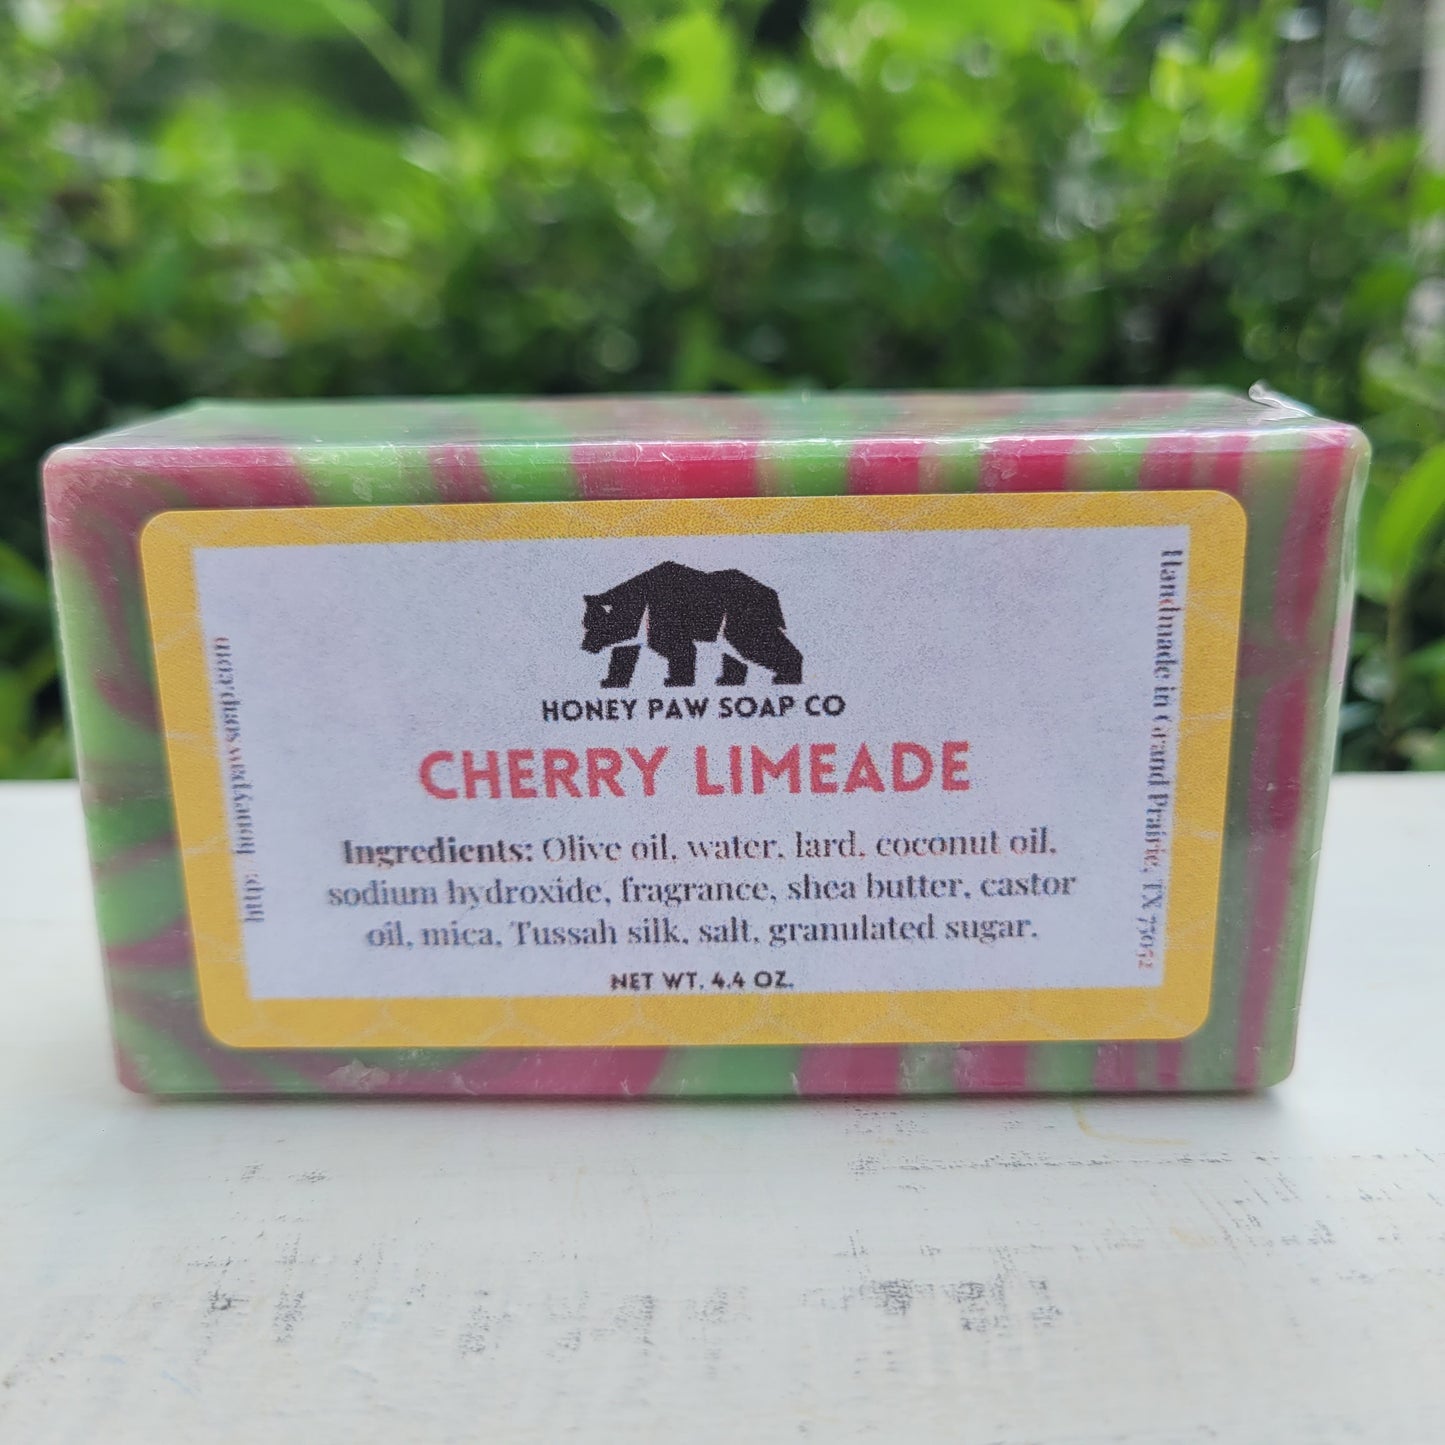 HONEY PAW SOAP CO
CHERRY LIMEADE
Ingredients: Olive oil, water, lard, coconut oil,
sodium hydroxide, fragrance, shea butter, castor
oil, mica, Tussah silk, salt, granulated sugar.
NET WT. 4.4 OZ.
http://honeypawsoap.com
Handmade in Grand Prairie, TX 75052